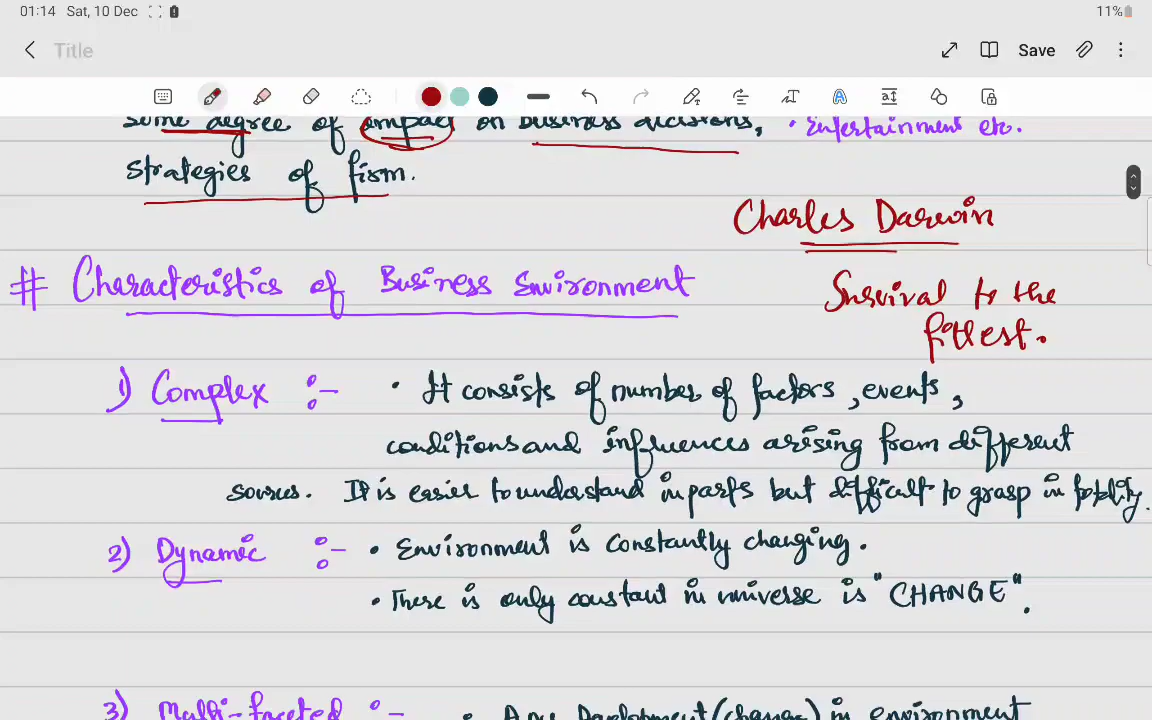 01:14 Sat, 10 Dec 11%
Title Save
some degree of impact on business decisions, • Entertainment etc.
strategies of firm.
Charles Darwin
# Characteristics of Business Environment
Survival to the
fittest.
1) Complex :- • It consists of number of factors, events,
conditions and influences arising from different
sources. It is easier to understand in parts but difficult to grasp in totality.
2) Dynamic :- • Environment is constantly changing.
• There is only constant in universe is "CHANGE".
3) Multi-faceted :- • Any Development (change) in environment